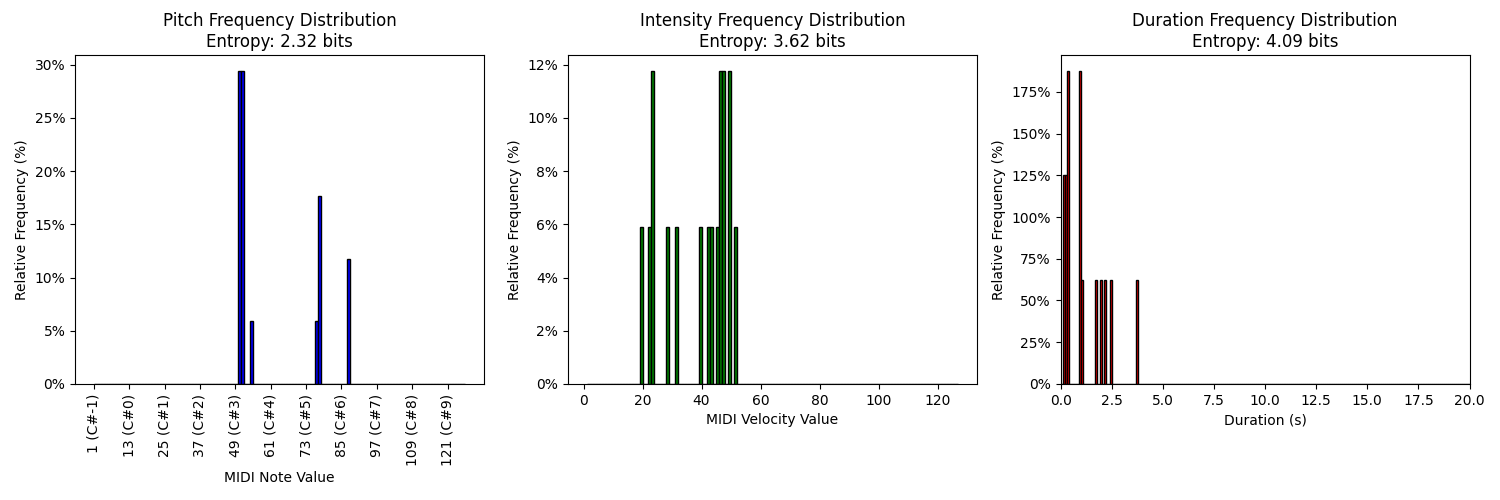 Pitch Frequency Distribution
Entropy: 2.32 bits
Relative Frequency (%)
30%
25%
20%
15%
10%
5%
0%
1 (C#-1)
13 (C#0)
25 (C#1)
37 (C#2)
49 (C#3)
61 (C#4)
73 (C#5)
85 (C#6)
97 (C#7)
109 (C#8)
121 (C#9)
MIDI Note Value
Intensity Frequency Distribution
Entropy: 3.62 bits
Relative Frequency (%)
12%
10%
8%
6%
4%
2%
0%
0 20 40 60 80 100 120
MIDI Velocity Value
Duration Frequency Distribution
Entropy: 4.09 bits
Relative Frequency (%)
175%
150%
125%
100%
75%
50%
25%
0%
0.0 2.5 5.0 7.5 10.0 12.5 15.0 17.5 20.0
Duration (s)